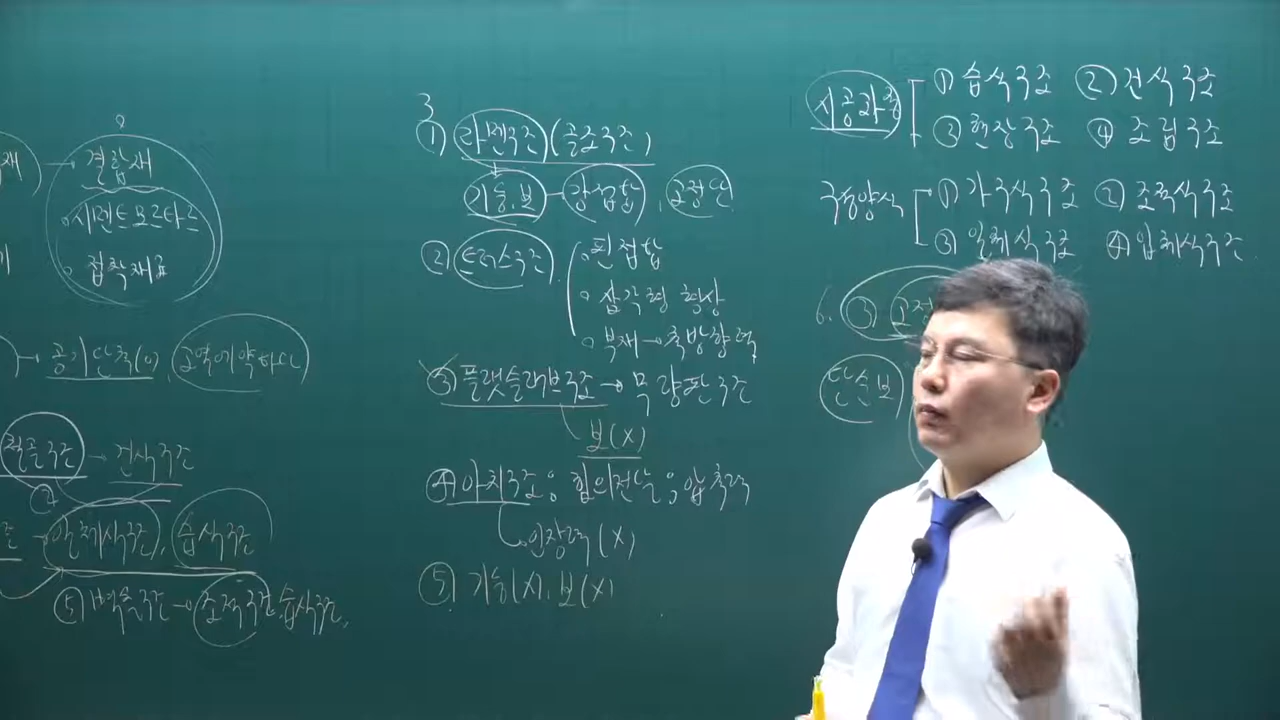 결합재
시멘트모르타르
접착재료
공기단축(o), 교역에약하다
철골구조 → 건식구조
일체식구조, 습식구조
⑤ 벽돌구조 → 조적구조, 습식구조,
3
① 라멘구조(골조구조)
기둥.보 - 강접합, 고정단
② 트러스구조
핀접합
삼각형 형상
부재 → 축방향력
③ 플랫슬래브구조 → 무량판구조
보(x)
④ 아치구조; 힘의전달; 압축력
인장력(x)
⑤ 기둥(x). 보(x)
시공과정
① 습식구조 ② 건식구조
③ 현장구조 ④ 조립구조
구성양식
① 가구식구조 ② 조적식구조
③ 일체식구조 ④ 입체식구조
6. ③ 고정
단순보